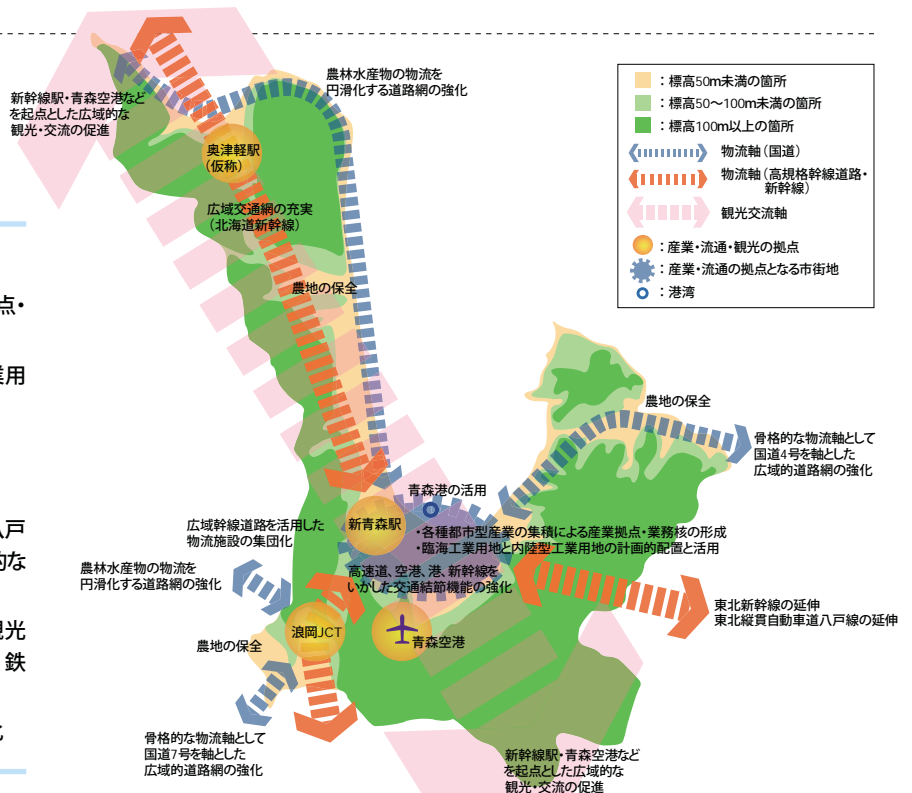 新幹線駅・青森空港など
を起点とした広域的な
観光・交流の促進
農林水産物の物流を
円滑化する道路網の強化
奥津軽駅
（仮称）
広域交通網の充実
（北海道新幹線）
農地の保全
：標高50m未満の箇所
：標高50〜100m未満の箇所
：標高100m以上の箇所
物流軸（国道）
物流軸（高規格幹線道路・
新幹線）
観光交流軸
：産業・流通・観光の拠点
：産業・流通の拠点となる市街地
：港湾
点・
業用
八戸
的な
観光
鉄
化
農地の保全
骨格的な物流軸として
国道4号を軸とした
広域的道路網の強化
青森港の活用
新青森駅
広域幹線道路を活用した
物流施設の集団化
・各種都市型産業の集積による産業拠点・業務核の形成
・臨海工業用地と内陸型工業用地の計画的配置と活用
高速道、空港、港、新幹線を
いかした交通結節機能の強化
農林水産物の物流を
円滑化する道路網の強化
東北新幹線の延伸
東北縦貫自動車道八戸線の延伸
浪岡JCT
青森空港
農地の保全
骨格的な物流軸として
国道7号を軸とした
広域的道路網の強化
新幹線駅・青森空港など
を起点とした広域的な
観光・交流の促進